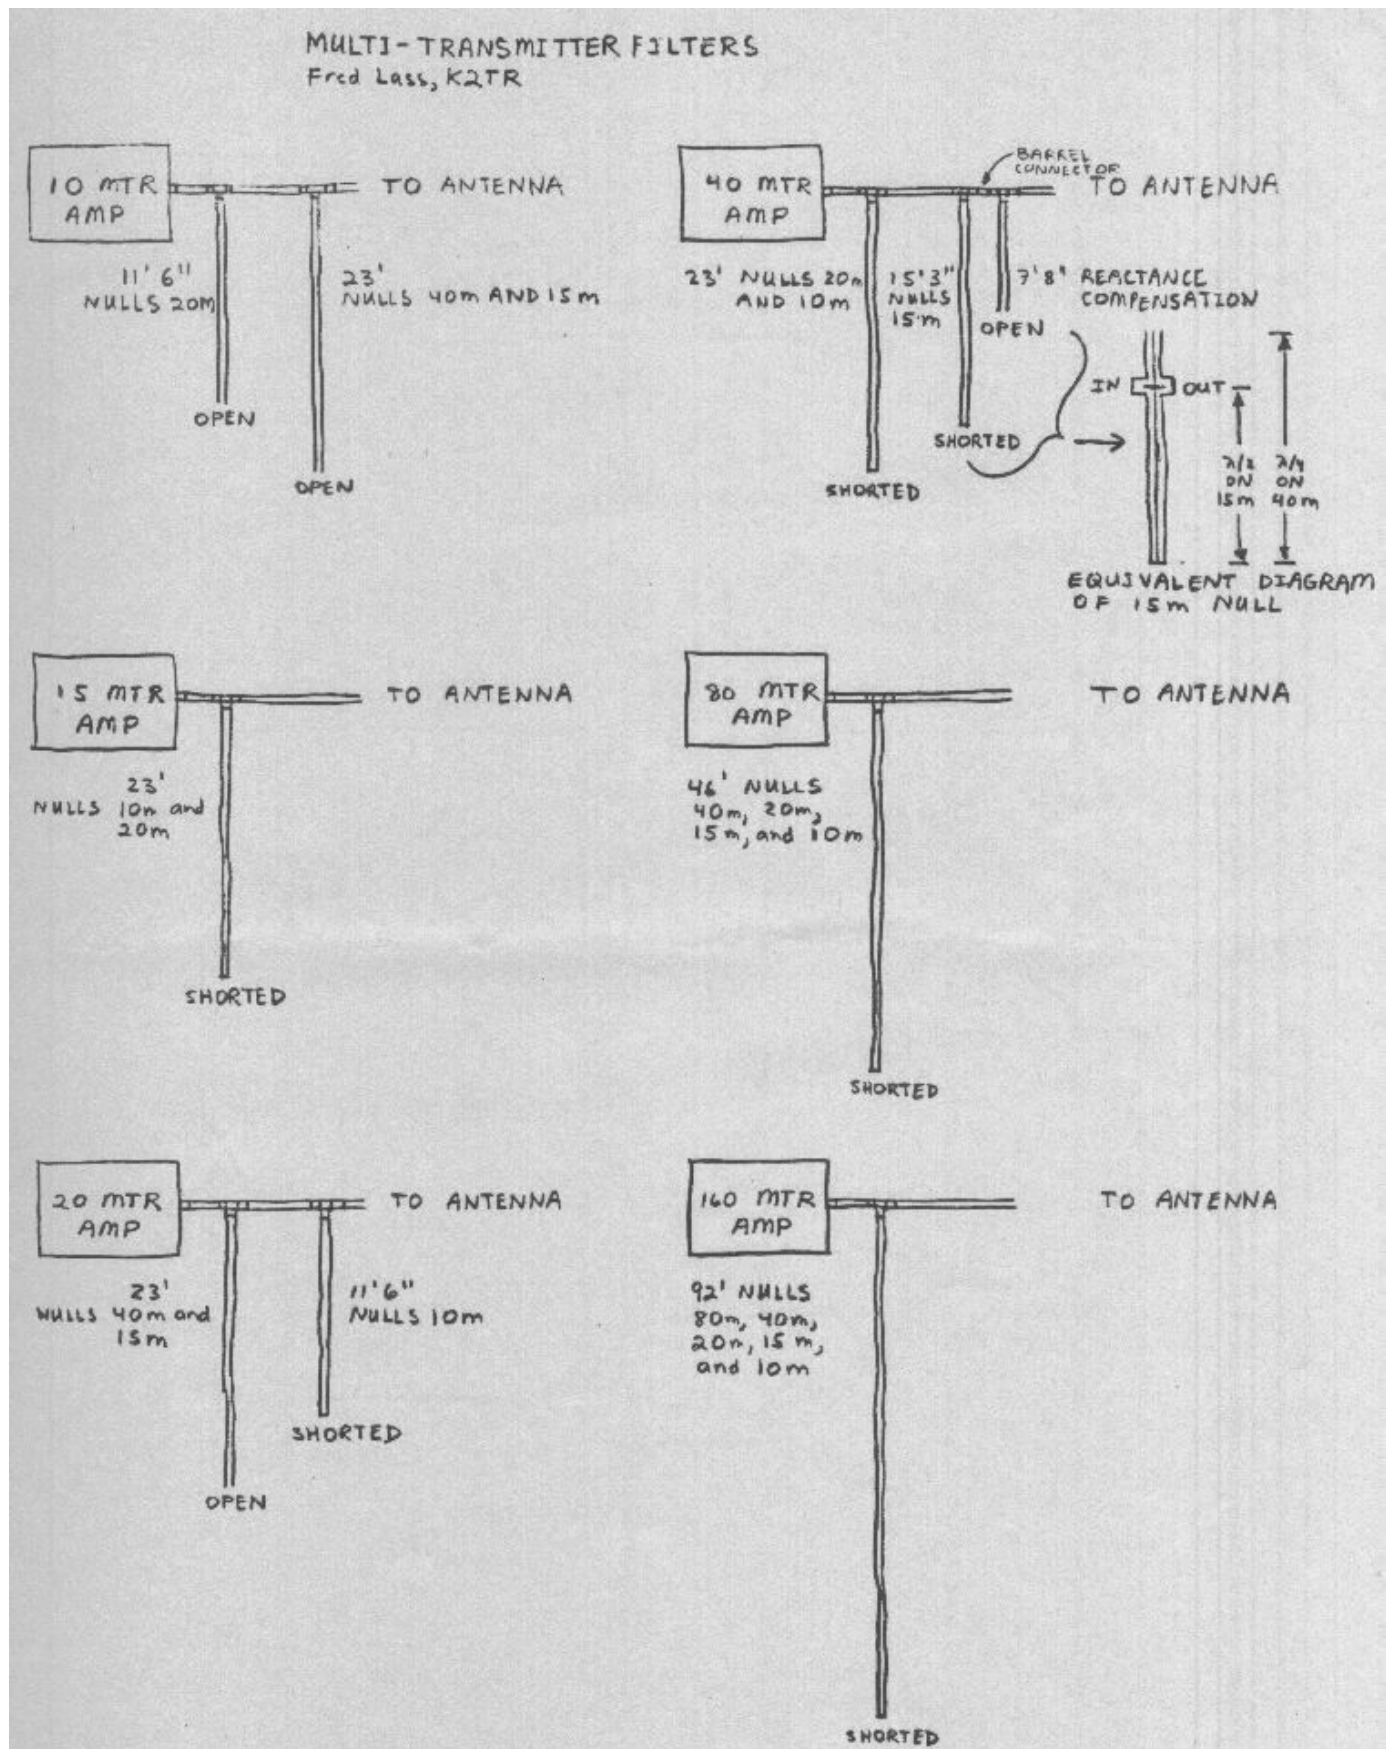 MULTI-TRANSMITTER FILTERS
Fred Lass, K2TR
10 MTR
AMP
TO ANTENNA
11' 6"
NULLS 20M
23'
NULLS 40m AND 15m
OPEN
OPEN
40 MTR
AMP
BARREL
CONNECTOR
TO ANTENNA
23' NULLS 20m
AND 10m
15'3"
NULLS
15m
7'8" REACTANCE
COMPENSATION
OPEN
SHORTED
SHORTED
IN
OUT
λ/2
ON
15m
λ/4
ON
40m
EQUIVALENT DIAGRAM
OF 15m NULL
15 MTR
AMP
TO ANTENNA
23'
NULLS 10m and
20m
SHORTED
80 MTR
AMP
TO ANTENNA
46' NULLS
40m, 20m,
15m, and 10m
SHORTED
20 MTR
AMP
TO ANTENNA
23'
NULLS 40m and
15m
11'6"
NULLS 10m
SHORTED
OPEN
160 MTR
AMP
TO ANTENNA
92' NULLS
80m, 40m,
20m, 15m,
and 10m
SHORTED